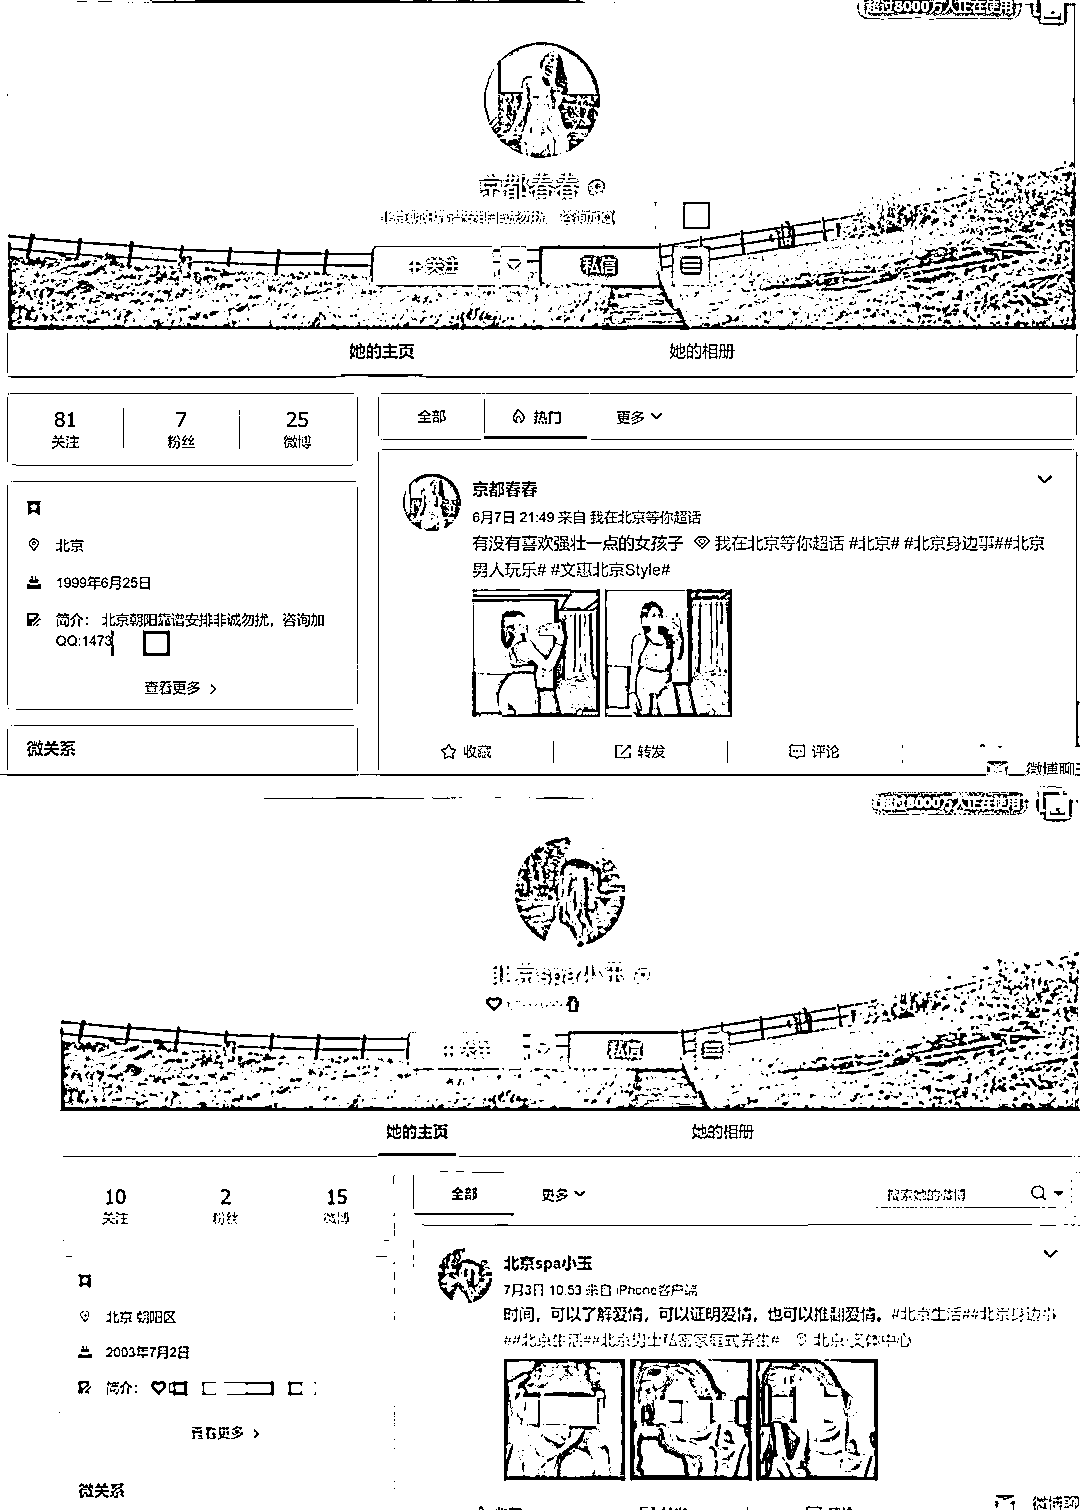 超过8000万人正在使用
京都春春
北京朝阳靠谱安排非诚勿扰，咨询加
+关注
私信
她的主页
她的相册
81
7
25
关注
粉丝
微博
全部
热门
更多
北京
1999年6月25日
简介： 北京朝阳靠谱安排非诚勿扰，咨询加
QQ:1473
查看更多
微关系
京都春春
6月7日 21:49 来自 我在北京等你超话
有没有喜欢强壮一点的女孩子 我在北京等你超话 #北京# #北京身边事##北京
男人玩乐# #文惠北京Style#
收藏
转发
评论
微博聊
超过8000万人正在使用
北京spa小玉
+关注
私信
她的主页
她的相册
10
2
15
关注
粉丝
微博
全部
更多
搜索她的微博
北京 朝阳区
2003年7月2日
简介：
查看更多
微关系
北京spa小玉
7月3日 10:53 来自 iPhone客户端
时间，可以了解爱情，可以证明爱情，也可以推翻爱情。#北京生活##北京身边事
##北京生活##北京男士私密家庭式养生# 北京·文体中心
微博聊